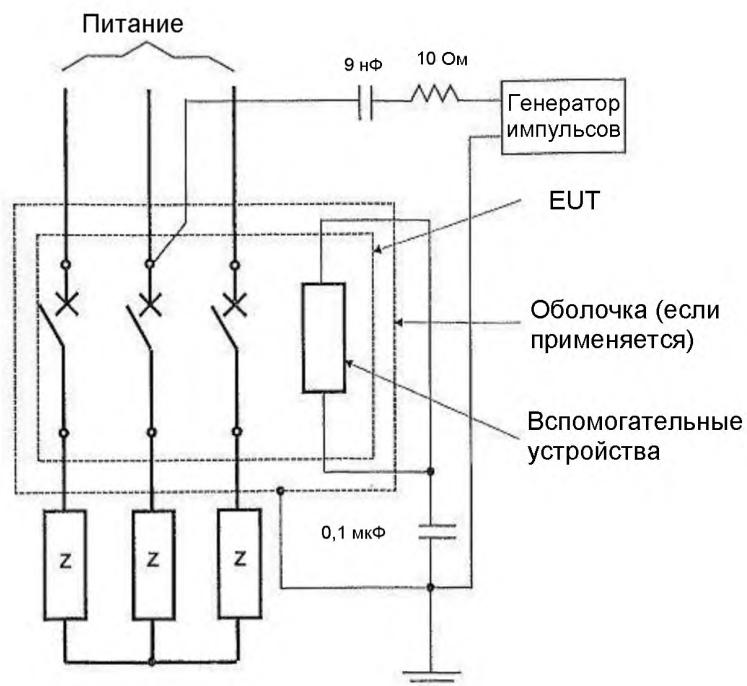 Питание
9 нФ
10 Ом
Генератор
импульсов
EUT
Оболочка (если
применяется)
Вспомогательные
устройства
0,1 мкФ
Z
Z
Z